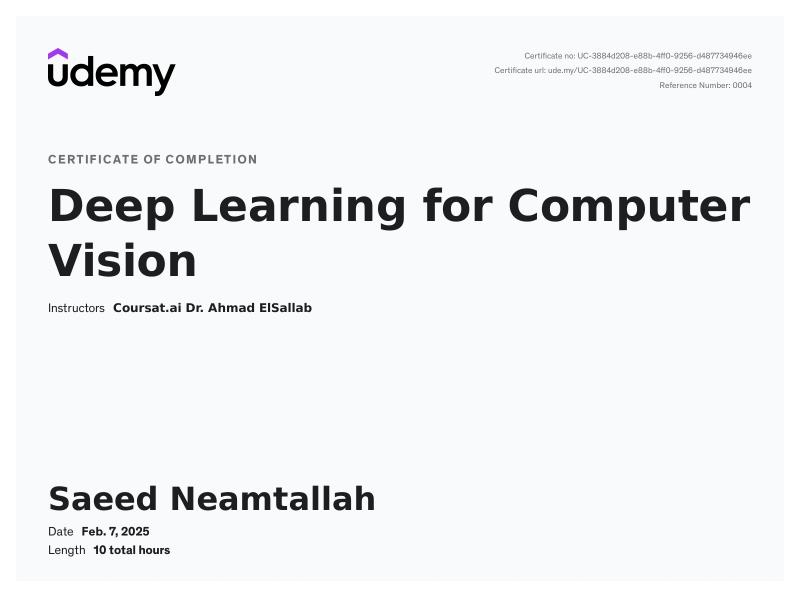 udemy
Certificate no: UC-3884d208-e88b-4ff0-9256-d487734946ee
Certificate url: ude.my/UC-3884d208-e88b-4ff0-9256-d487734946ee
Reference Number: 0004
CERTIFICATE OF COMPLETION
Deep Learning for Computer
Vision
Instructors Coursat.ai Dr. Ahmad ElSallab
Saeed Neamtallah
Date Feb. 7, 2025
Length 10 total hours